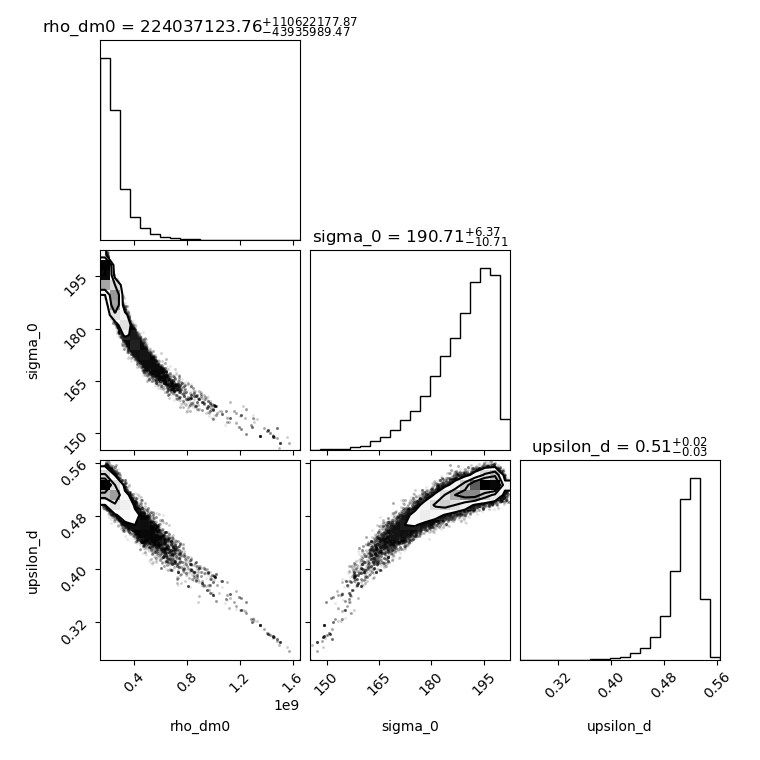 rho_dm0 = 224037123.76+110622177.87−43935989.47
sigma_0 = 190.71+6.37−10.71
195
180
165
150
sigma_0
upsilon_d = 0.51+0.02−0.03
0.56
0.48
0.40
0.32
upsilon_d
0.4 0.8 1.2 1.6
1e9
rho_dm0
150 165 180 195
sigma_0
0.32 0.40 0.48 0.56
upsilon_d